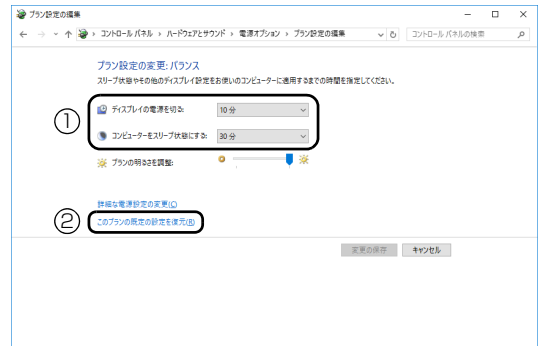 プラン設定の編集
コントロール パネル › ハードウェアとサウンド › 電源オプション › プラン設定の編集
コントロール パネルの検索
プラン設定の変更: バランス
スリープ状態やその他のディスプレイ設定をお使いのコンピューターに適用するまでの時間を指定してください。
① ディスプレイの電源を切る: 10 分
コンピューターをスリープ状態にする: 30 分
プランの明るさを調整:
詳細な電源設定の変更(C)
② このプランの既定の設定を復元(R)
変更の保存 キャンセル